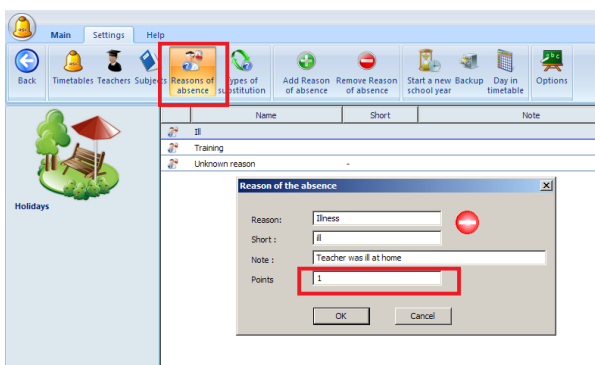 Main Settings Help
Back Timetables Teachers Subjects Reasons of absence Types of substitution Add Reason of absence Remove Reason of absence Start a new school year Backup Day in timetable Options
Name Short Note
Ill
Training
Unknown reason -
Holidays
Reason of the absence
Reason: Illness
Short : ill
Note : Teacher was ill at home
Points 1
OK Cancel